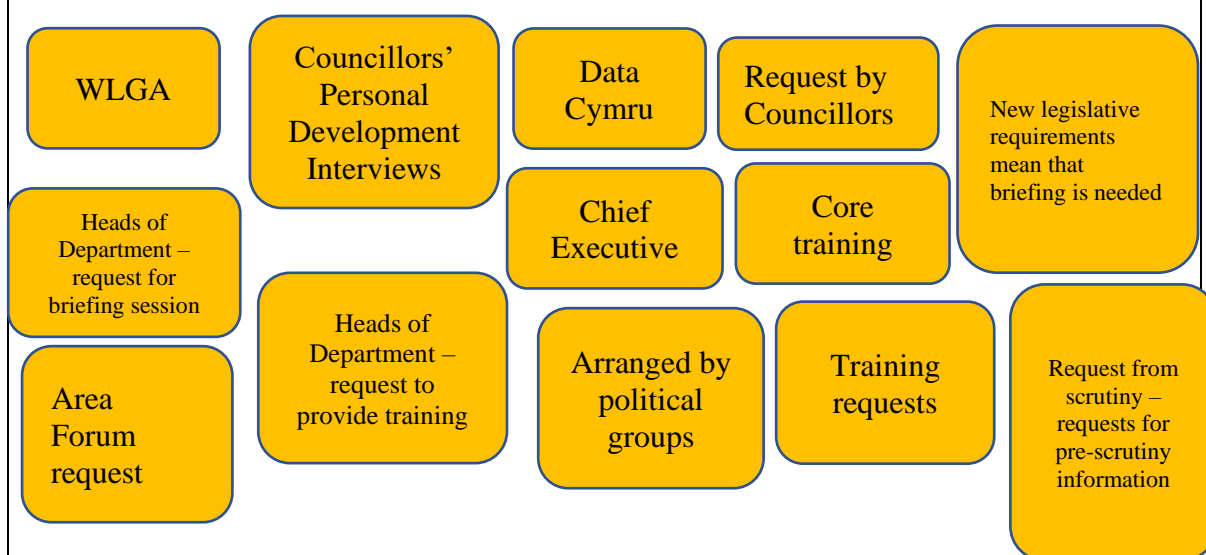 WLGA
Councillors’
Personal
Development
Interviews
Data
Cymru
Request by
Councillors
New legislative
requirements
mean that
briefing is needed
Heads of
Department –
request for
briefing session
Chief
Executive
Core
training
Area
Forum
request
Heads of
Department –
request to
provide training
Arranged by
political
groups
Training
requests
Request from
scrutiny –
requests for
pre-scrutiny
information